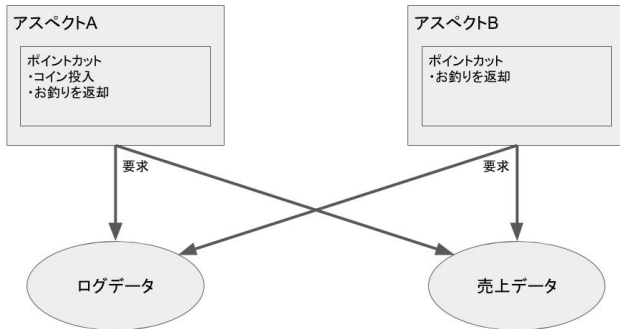 アスペクトA
ポイントカット
・コイン投入
・お釣りを返却
アスペクトB
ポイントカット
・お釣りを返却
要求
要求
ログデータ
売上データ